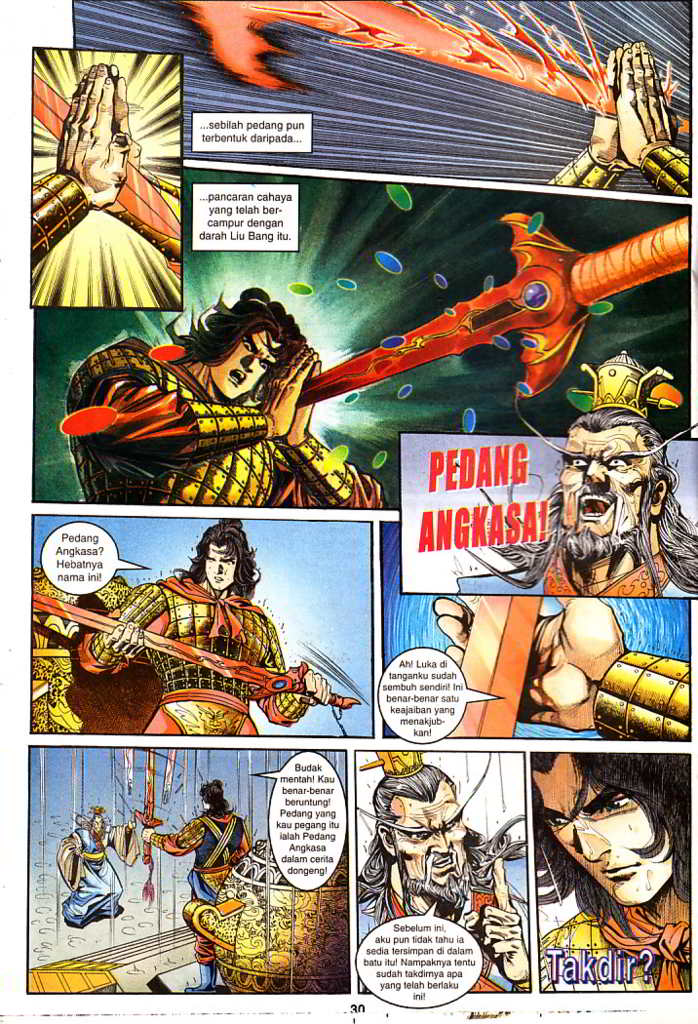 ...sebilah pedang pun
terbentuk daripada...
...pancaran cahaya
yang telah ber-
campur dengan
darah Liu Bang itu.
PEDANG
ANGKASA!
Pedang
Angkasa?
Hebatnya
nama ini!
Ah! Luka di
tanganku sudah
sembuh sendiri! Ini
benar-benar satu
keajaiban yang
menakjub-
kan!
Budak
mentah! Kau
benar-benar
beruntung!
Pedang yang
kau pegang itu
ialah Pedang
Angkasa
dalam cerita
dongeng!
Sebelum ini,
aku pun tidak tahu ia
sedia tersimpan di dalam
batu itu! Nampaknya tentu
sudah takdirnya apa
yang telah berlaku
ini!
Takdir?
30